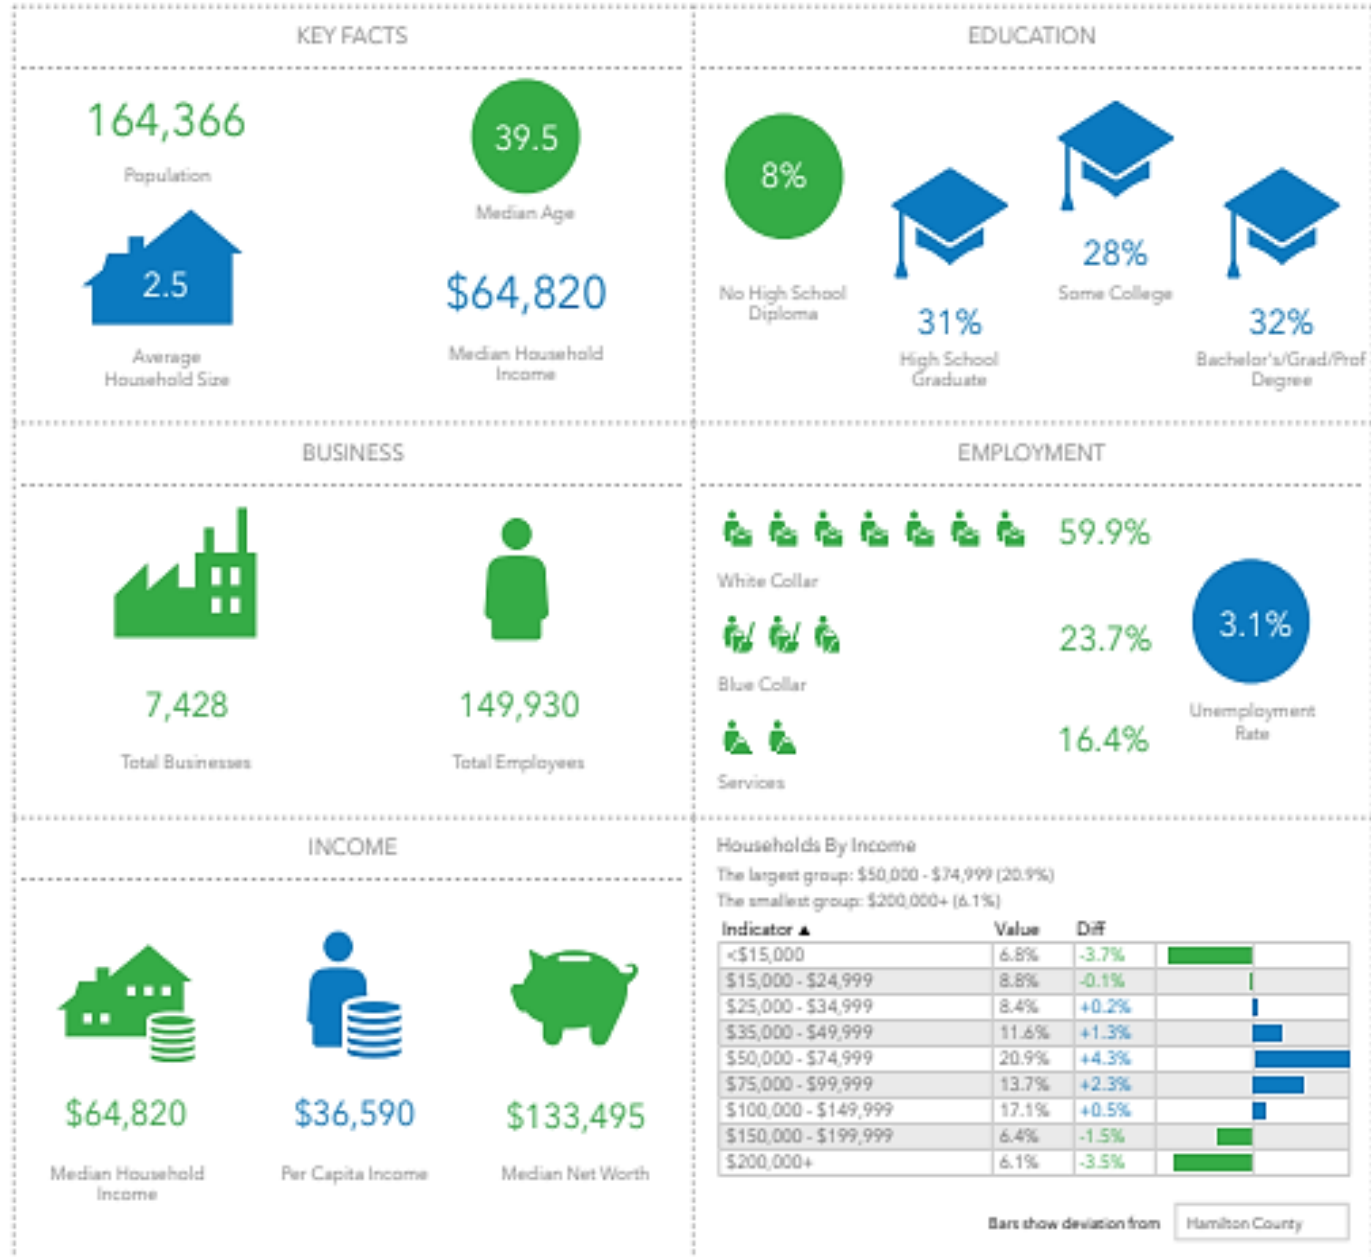 KEY FACTS
164,366
Population
39.5
Median Age
2.5
Average
Household Size
$64,820
Median Household
Income
EDUCATION
8%
No High School
Diploma
31%
High School
Graduate
28%
Some College
32%
Bachelor's/Grad/Prof
Degree
BUSINESS
7,428
Total Businesses
149,930
Total Employees
EMPLOYMENT
59.9%
White Collar
23.7%
Blue Collar
16.4%
Services
3.1%
Unemployment
Rate
INCOME
$64,820
Median Household
Income
$36,590
Per Capita Income
$133,495
Median Net Worth
Households By Income
The largest group: $50,000 - $74,999 (20.9%)
The smallest group: $200,000+ (6.1%)
Indicator ▲ Value Diff
<$15,000 6.8% -3.7%
$15,000 - $24,999 8.8% -0.1%
$25,000 - $34,999 8.4% +0.2%
$35,000 - $49,999 11.6% +1.3%
$50,000 - $74,999 20.9% +4.3%
$75,000 - $99,999 13.7% +2.3%
$100,000 - $149,999 17.1% +0.5%
$150,000 - $199,999 6.4% -1.5%
$200,000+ 6.1% -3.5%
Bars show deviation from Hamilton County